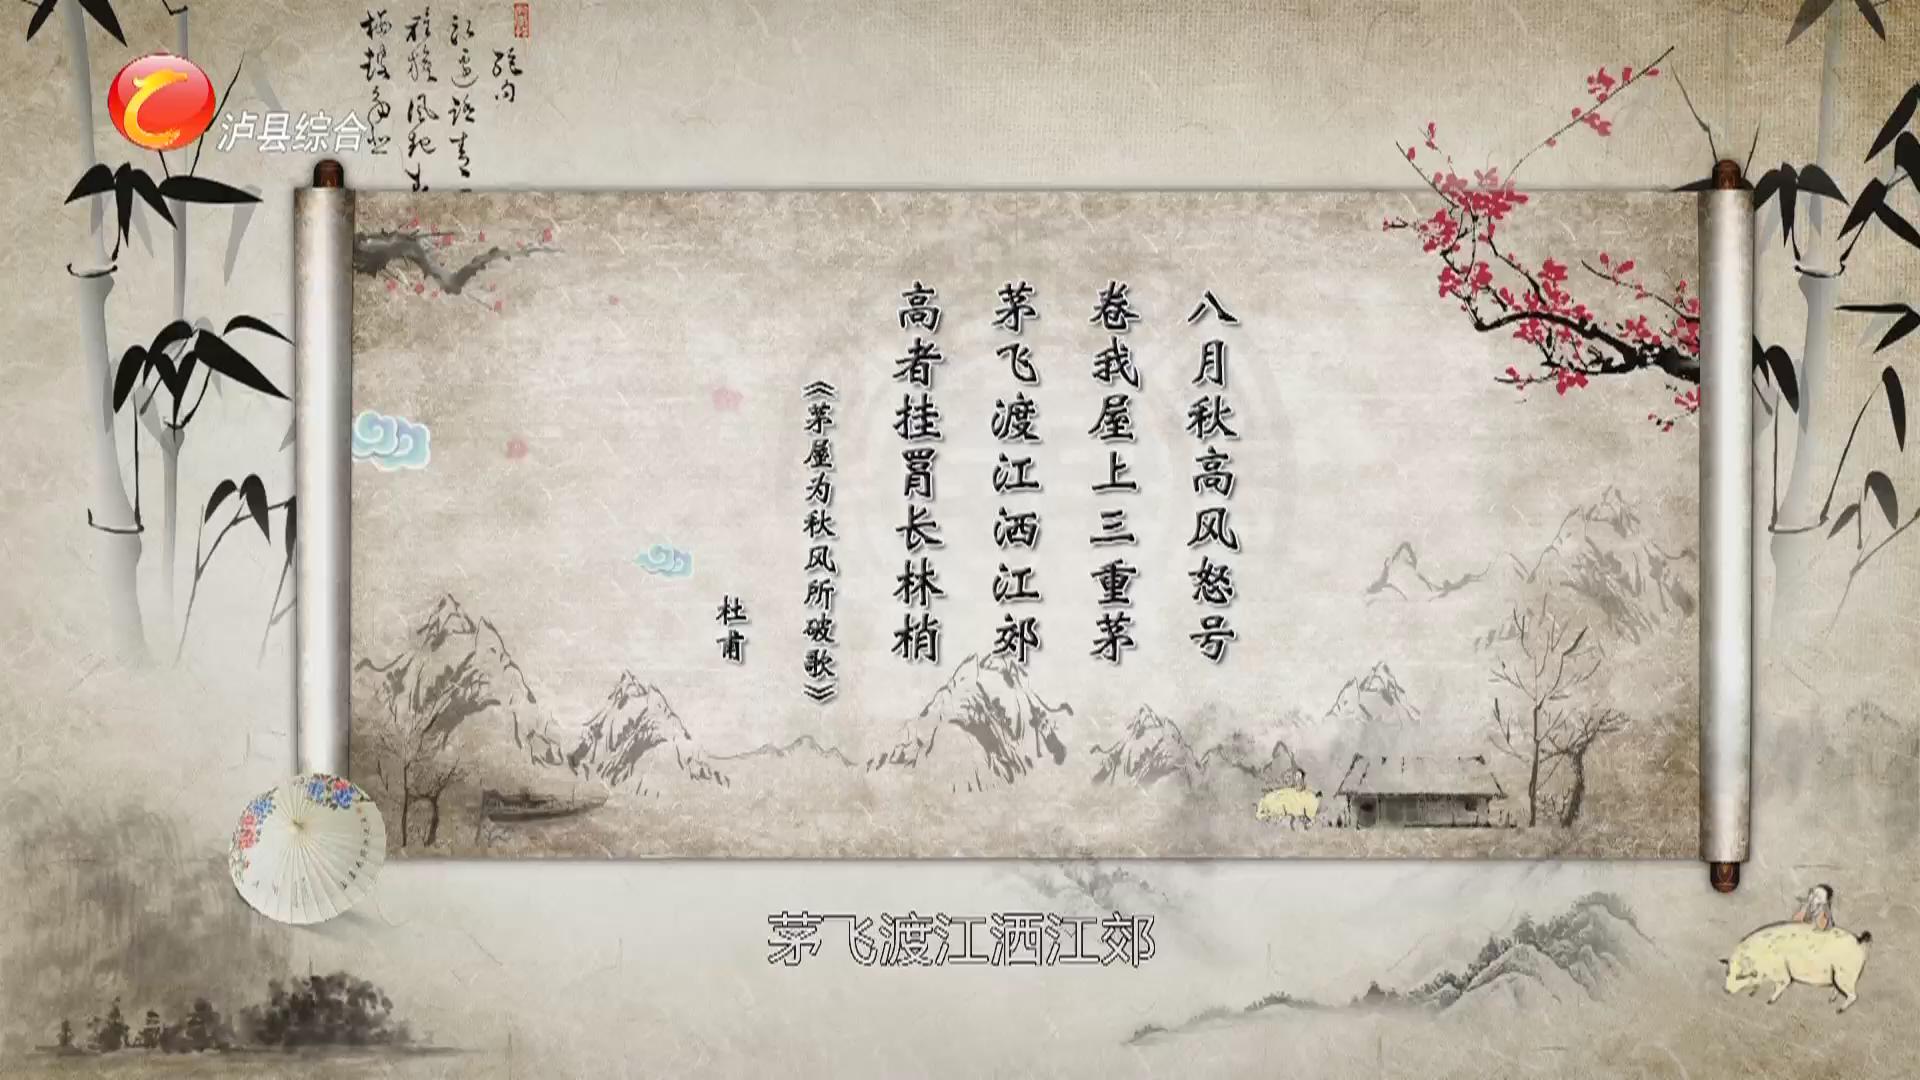 泸县综合
绝句
八月秋高风怒号
卷我屋上三重茅
茅飞渡江洒江郊
高者挂罥长林梢
《茅屋为秋风所破歌》
杜甫
茅飞渡江洒江郊